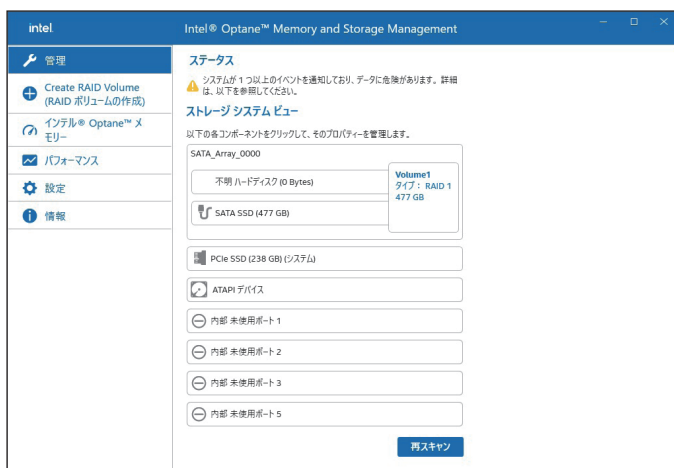 intel
Intel® Optane™ Memory and Storage Management
管理
Create RAID Volume
(RAID ボリュームの作成)
インテル® Optane™ メ
モリー
パフォーマンス
設定
情報
ステータス
システムが 1 つ以上のイベントを通知しており、データに危険があります。詳細
は、以下を参照してください。
ストレージ システム ビュー
以下の各コンポーネントをクリックして、そのプロパティーを管理します。
SATA_Array_0000
不明 ハードディスク (0 Bytes)
SATA SSD (477 GB)
Volume1
タイプ： RAID 1
477 GB
PCIe SSD (238 GB) (システム)
ATAPI デバイス
内部 未使用ポート 1
内部 未使用ポート 2
内部 未使用ポート 3
内部 未使用ポート 5
再スキャン